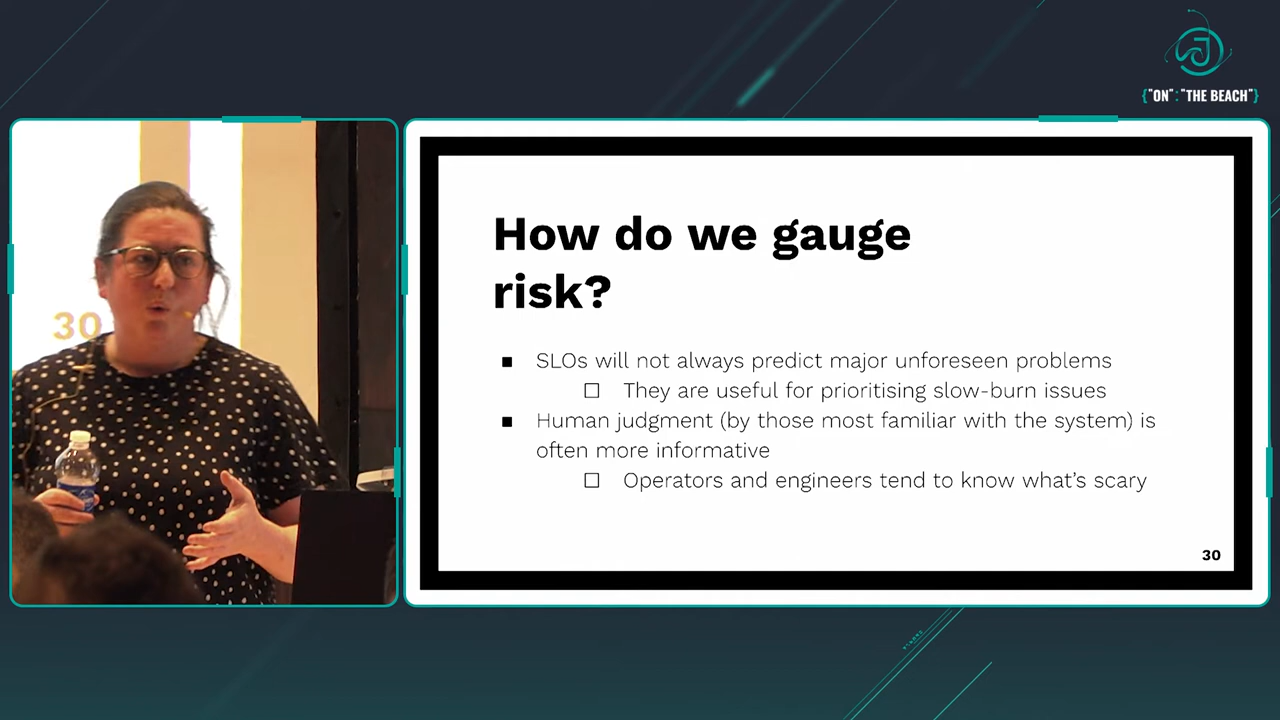 {"ON":"THE BEACH"}
30
How do we gauge
risk?
■ SLOs will not always predict major unforeseen problems
□ They are useful for prioritising slow-burn issues
■ Human judgment (by those most familiar with the system) is
often more informative
□ Operators and engineers tend to know what's scary
30